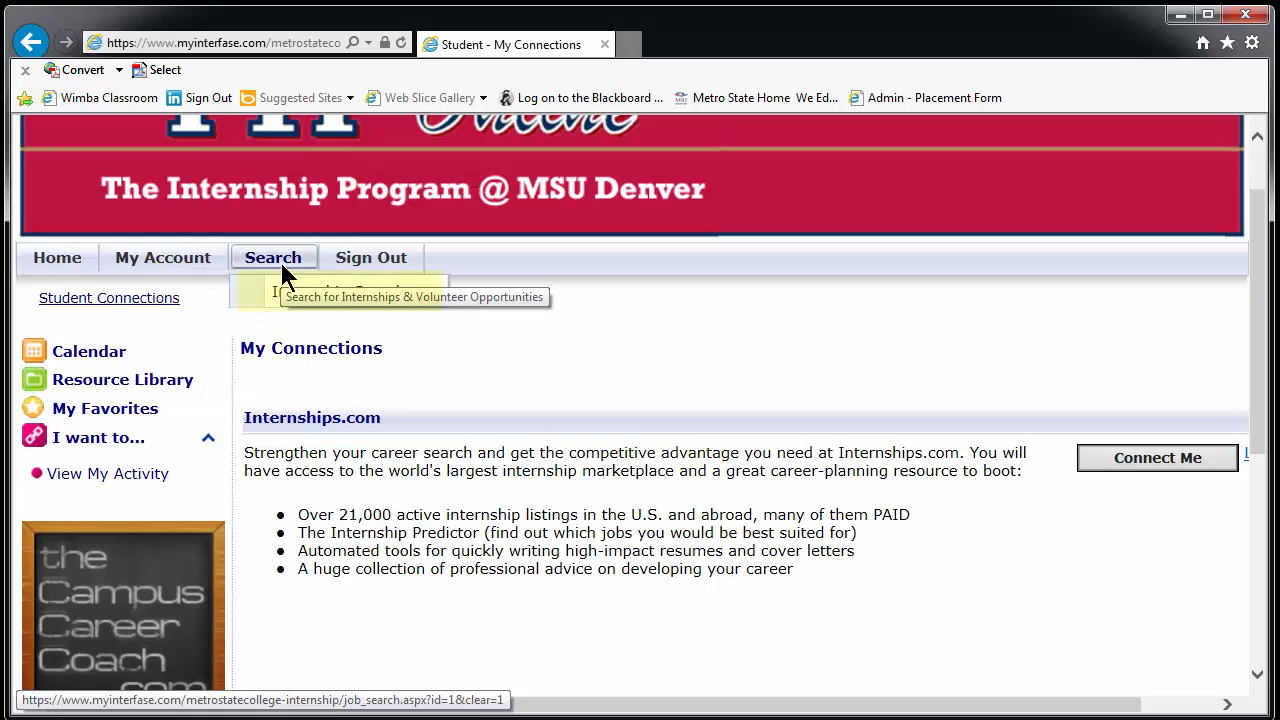 https://www.myinterfase.com/metrostateco
Student - My Connections
Convert
Select
Wimba Classroom
Sign Out
Suggested Sites
Web Slice Gallery
Log on to the Blackboard ...
Metro State Home We Ed...
Admin - Placement Form
The Internship Program @ MSU Denver
Home
My Account
Search
Sign Out
Student Connections
Search for Internships & Volunteer Opportunities
Calendar
Resource Library
My Favorites
I want to...
View My Activity
the
Campus
Career
Coach
.com
My Connections
Internships.com
Strengthen your career search and get the competitive advantage you need at Internships.com. You will
have access to the world's largest internship marketplace and a great career-planning resource to boot:
Connect Me
● Over 21,000 active internship listings in the U.S. and abroad, many of them PAID
● The Internship Predictor (find out which jobs you would be best suited for)
● Automated tools for quickly writing high-impact resumes and cover letters
● A huge collection of professional advice on developing your career
https://www.myinterfase.com/metrostatecollege-internship/job_search.aspx?id=1&clear=1